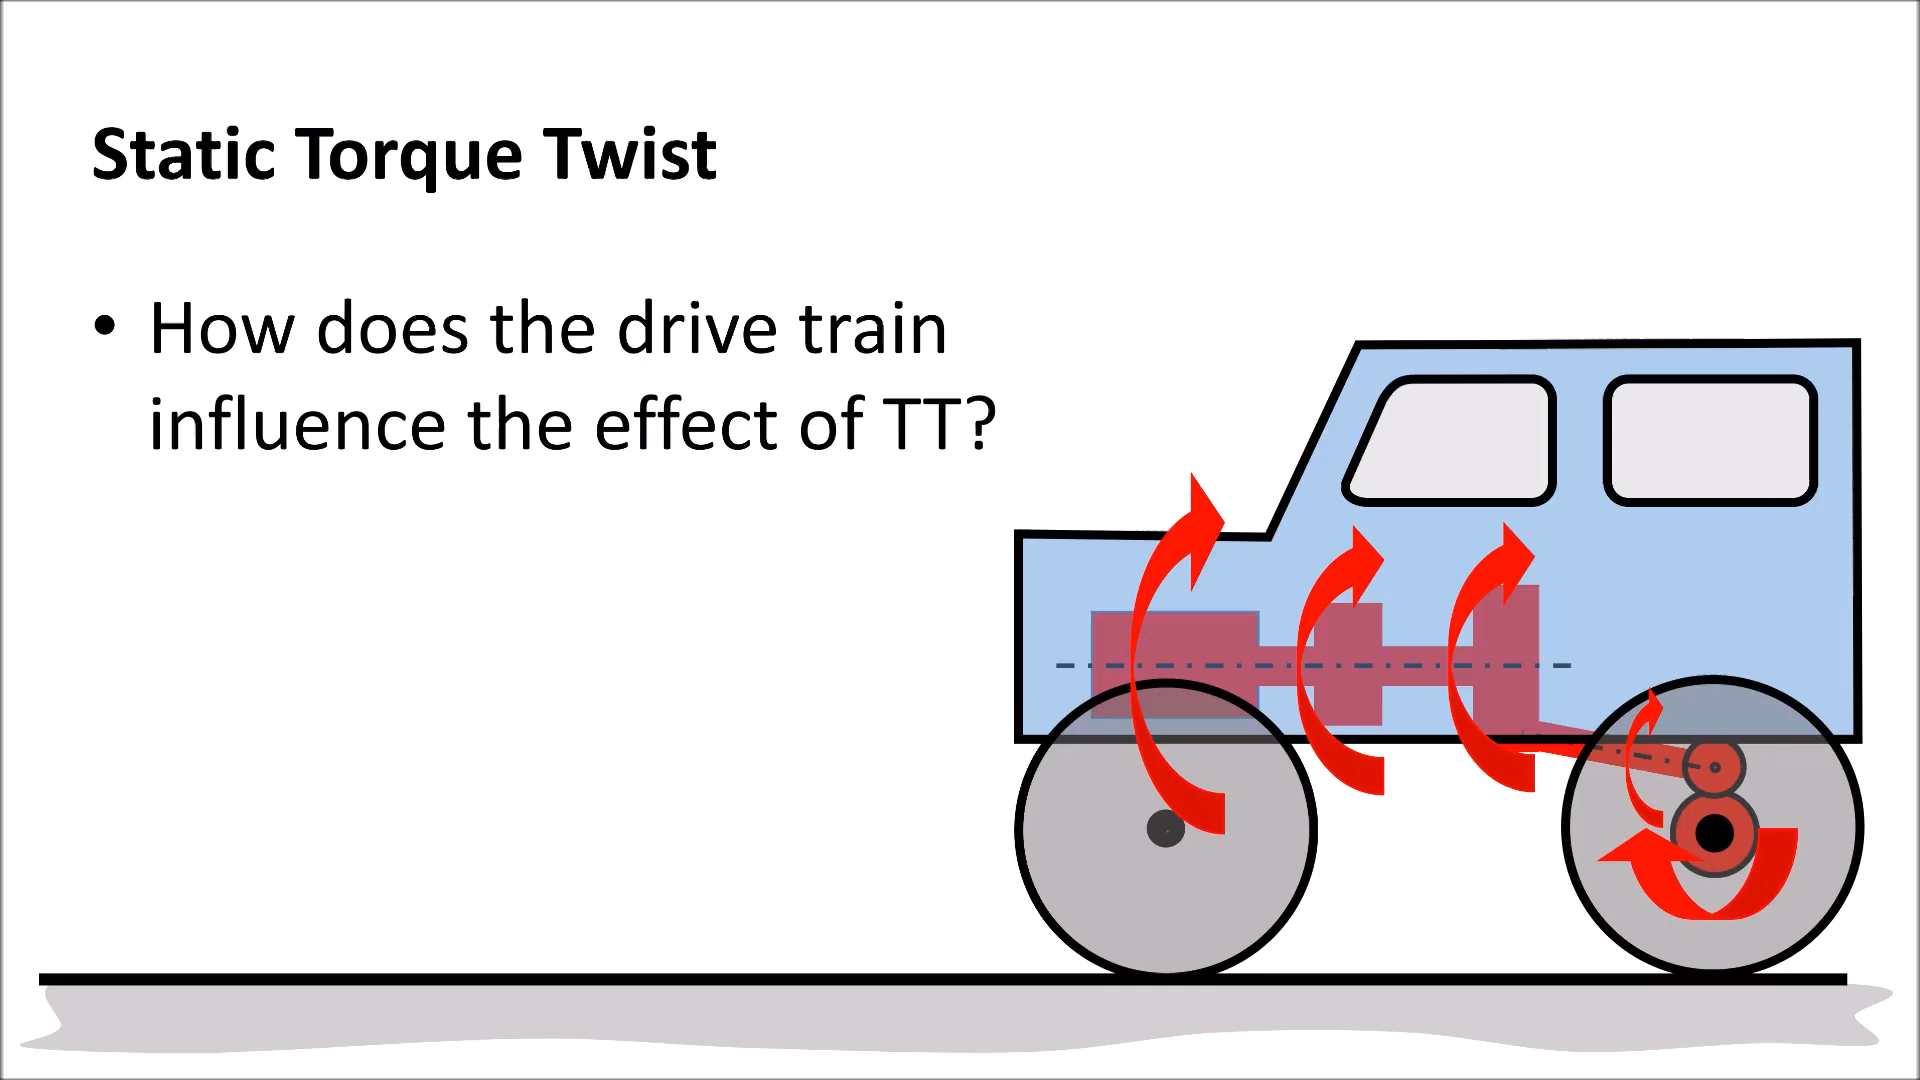 Static Torque Twist
• How does the drive train
influence the effect of TT?